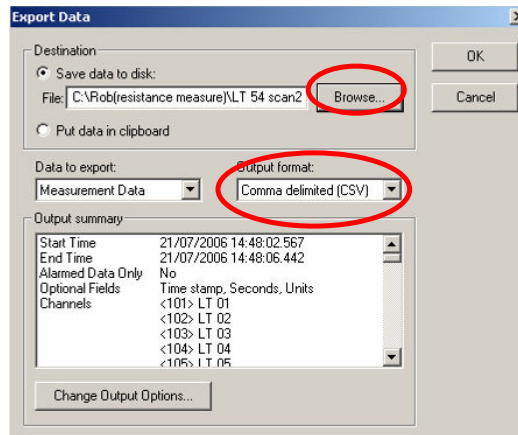 Export Data
Destination
Save data to disk:
File: C:\Rob(resistance measure)\LT 54 scan2
Browse...
Put data in clipboard
OK
Cancel
Data to export:
Output format:
Measurement Data
Comma delimited (CSV)
Output summary
Start Time 21/07/2006 14:48:02.567
End Time 21/07/2006 14:48:06.442
Alarmed Data Only No
Optional Fields Time stamp, Seconds, Units
Channels <101> LT 01
<102> LT 02
<103> LT 03
<104> LT 04
<105> LT 05
Change Output Options...